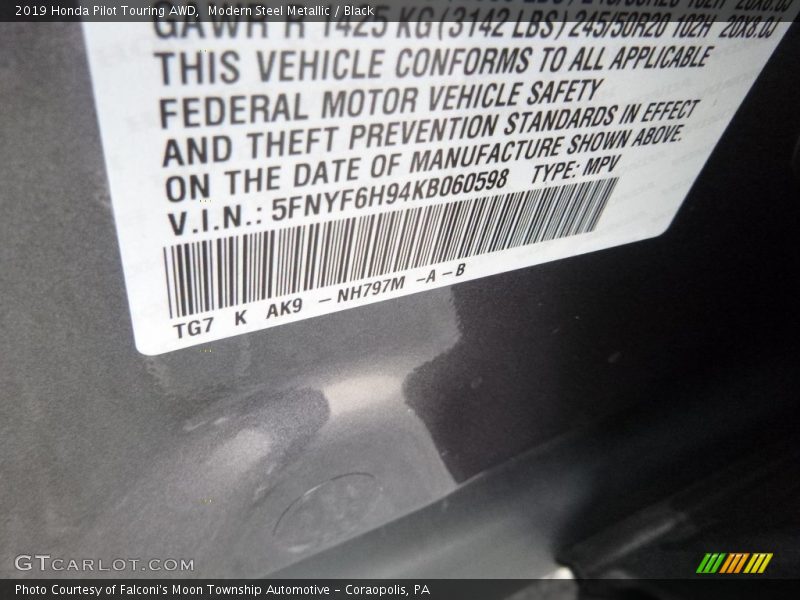 2019 Honda Pilot Touring AWD, Modern Steel Metallic / Black
GAWR R 1425 KG (3142 LBS) 245/50R20 102H 20X8.0J
THIS VEHICLE CONFORMS TO ALL APPLICABLE
FEDERAL MOTOR VEHICLE SAFETY
AND THEFT PREVENTION STANDARDS IN EFFECT
ON THE DATE OF MANUFACTURE SHOWN ABOVE.
V.I.N.: 5FNYF6H94KB060598 TYPE: MPV
TG7 K AK9 – NH797M –A – B
GTCARLOT.COM
Photo Courtesy of Falconi's Moon Township Automotive – Coraopolis, PA